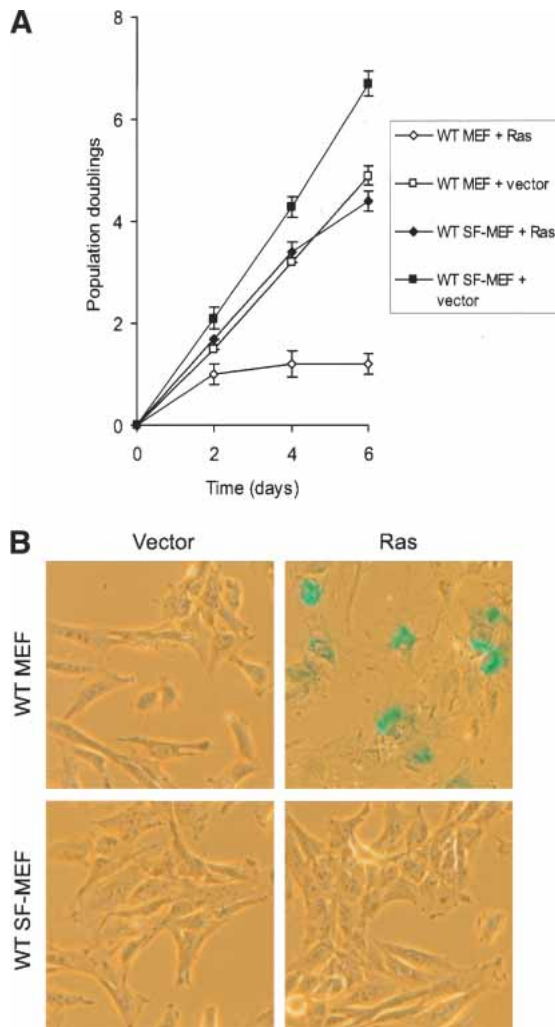 A
8
6
4
2
0
Population doublings
0 2 4 6
Time (days)
WT MEF + Ras
WT MEF + vector
WT SF-MEF + Ras
WT SF-MEF +
vector
B
Vector Ras
WT MEF
WT SF-MEF